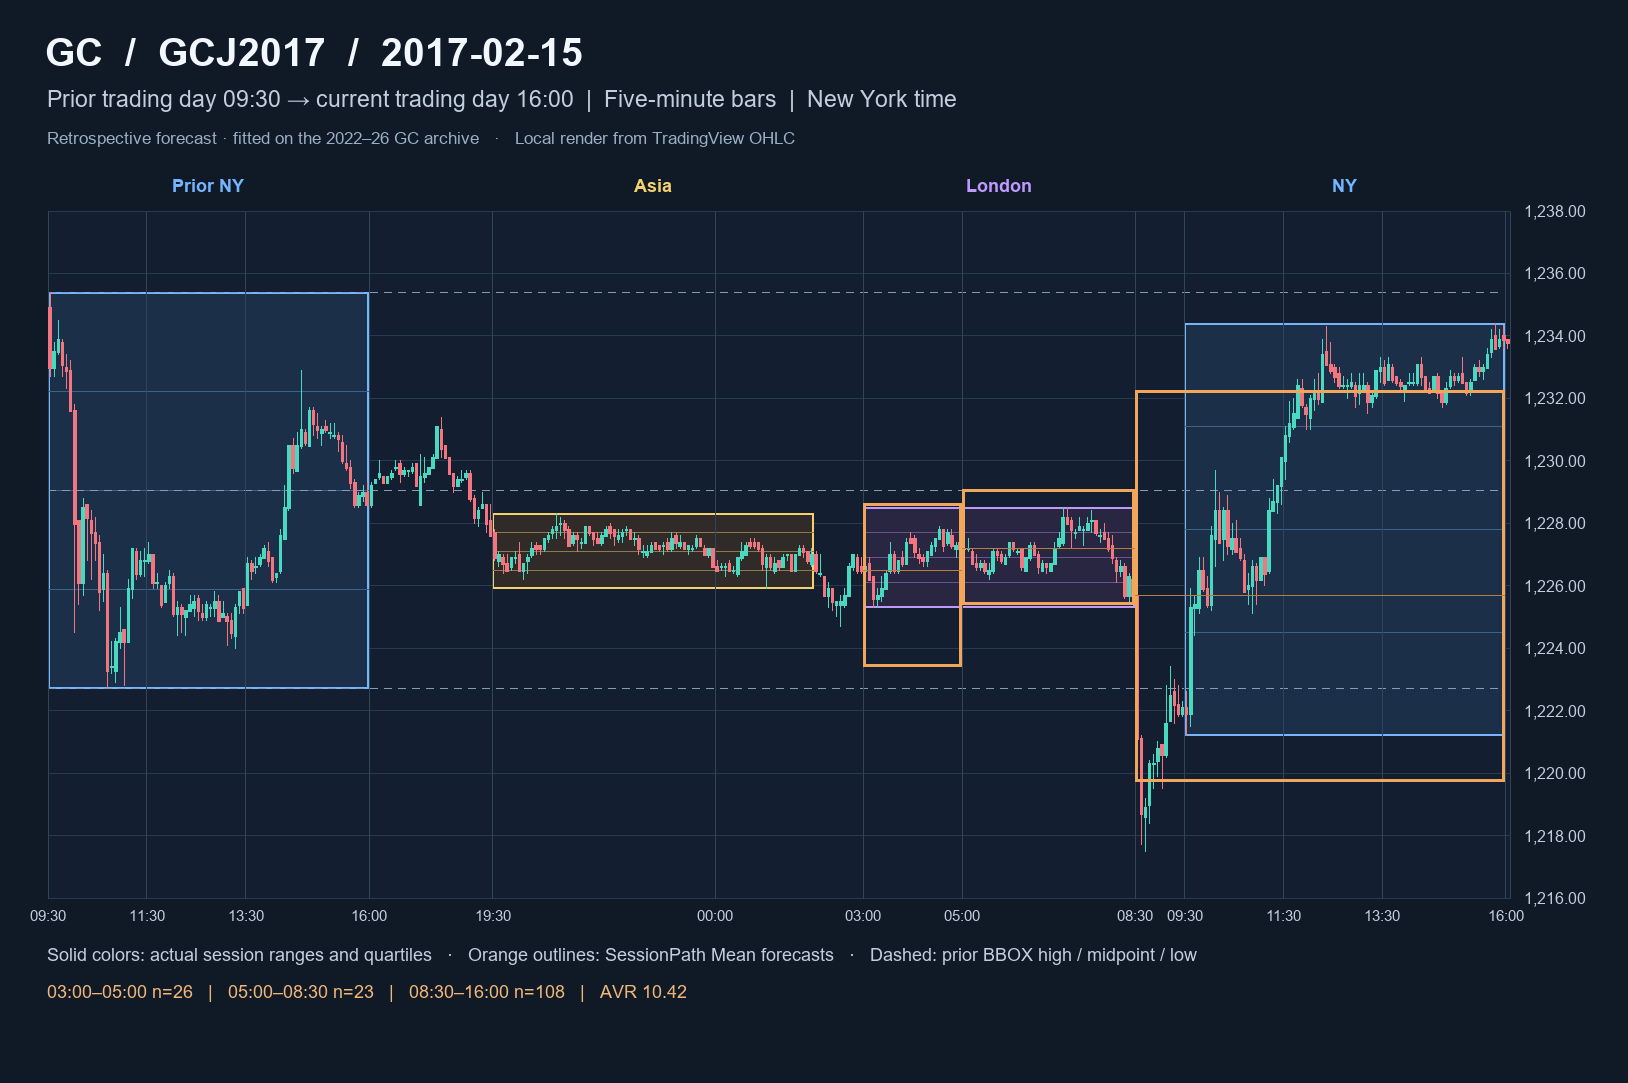 GC / GCJ2017 / 2017-02-15
Prior trading day 09:30 → current trading day 16:00 | Five-minute bars | New York time
Retrospective forecast · fitted on the 2022–26 GC archive · Local render from TradingView OHLC
Prior NY Asia London NY
1,238.00
1,236.00
1,234.00
1,232.00
1,230.00
1,228.00
1,226.00
1,224.00
1,222.00
1,220.00
1,218.00
1,216.00
09:30 11:30 13:30 16:00 19:30 00:00 03:00 05:00 08:30 09:30 11:30 13:30 16:00
Solid colors: actual session ranges and quartiles · Orange outlines: SessionPath Mean forecasts · Dashed: prior BBOX high / midpoint / low
03:00–05:00 n=26 | 05:00–08:30 n=23 | 08:30–16:00 n=108 | AVR 10.42